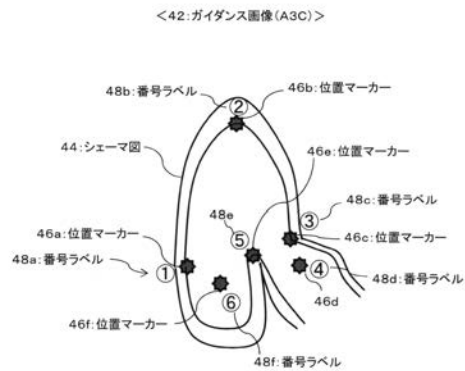 <42:ガイダンス画像(A3C)>
48b:番号ラベル
46b:位置マーカー
②
44:シェーマ図
46e:位置マーカー
48e
③
48c:番号ラベル
46a:位置マーカー
⑤
46c:位置マーカー
48a:番号ラベル
①
④
48d:番号ラベル
46d
⑥
46f:位置マーカー
48f:番号ラベル